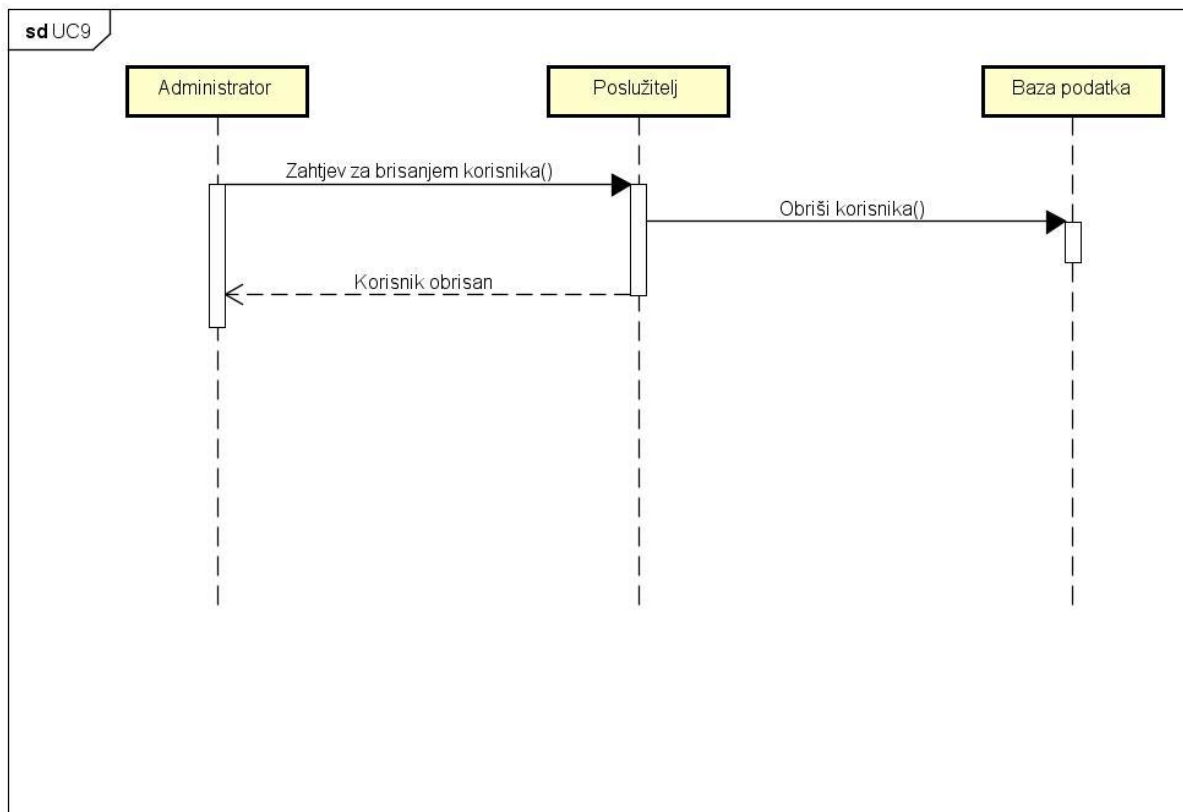 sd UC9
Administrator
Poslužitelj
Baza podatka
Zahtjev za brisanjem korisnika()
Obriši korisnika()
Korisnik obrisan